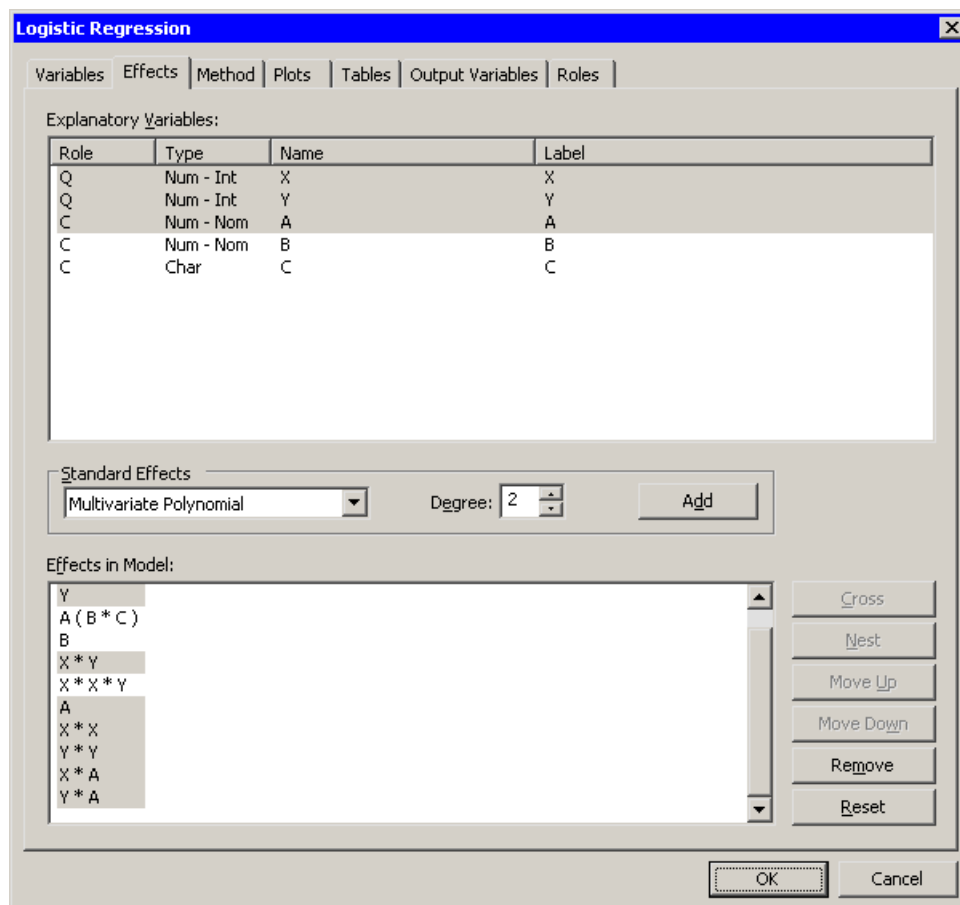 Logistic Regression
Variables Effects Method Plots Tables Output Variables Roles
Explanatory Variables:
Role Type Name Label
Q Num - Int X X
Q Num - Int Y Y
C Num - Nom A A
C Num - Nom B B
C Char C C
Standard Effects
Multivariate Polynomial Degree: 2 Add
Effects in Model:
Y
A(B*C)
B
X*Y
X*X*Y
A
X*X
Y*Y
X*A
Y*A
Cross
Nest
Move Up
Move Down
Remove
Reset
OK Cancel